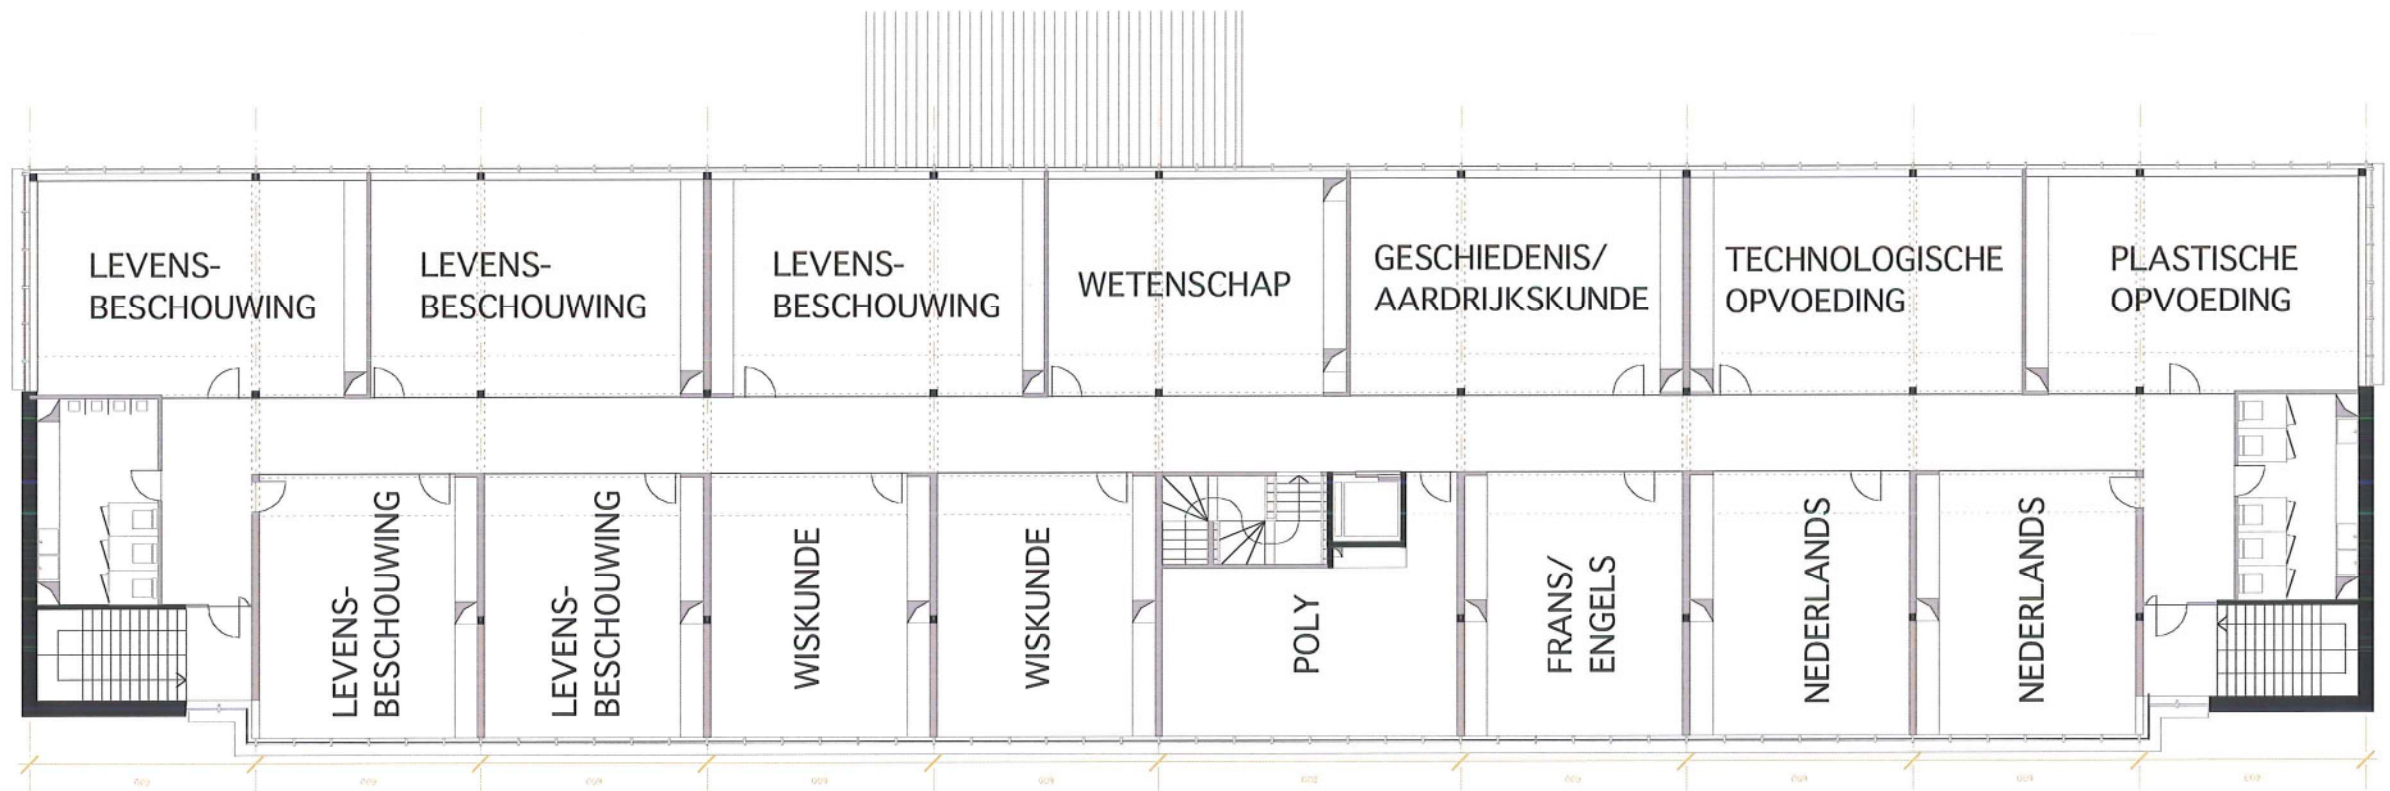 LEVENS-
BESCHOUWING
LEVENS-
BESCHOUWING
LEVENS-
BESCHOUWING
WETENSCHAP
GESCHIEDENIS/
AARDRIJKSKUNDE
TECHNOLOGISCHE
OPVOEDING
PLASTISCHE
OPVOEDING
LEVENS-
BESCHOUWING
LEVENS-
BESCHOUWING
WISKUNDE
WISKUNDE
POLY
FRANS/
ENGELS
NEDERLANDS
NEDERLANDS